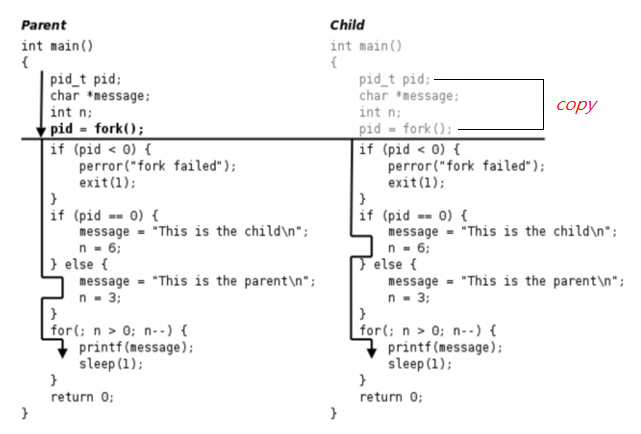 Parent
int main()
{
pid_t pid;
char *message;
int n;
pid = fork();
if (pid < 0) {
perror("fork failed");
exit(1);
}
if (pid == 0) {
message = "This is the child\n";
n = 6;
} else {
message = "This is the parent\n";
n = 3;
}
for(; n > 0; n--) {
printf(message);
sleep(1);
}
return 0;
}
Child
int main()
{
pid_t pid;
char *message;
int n;
pid = fork();
if (pid < 0) {
perror("fork failed");
exit(1);
}
if (pid == 0) {
message = "This is the child\n";
n = 6;
} else {
message = "This is the parent\n";
n = 3;
}
for(; n > 0; n--) {
printf(message);
sleep(1);
}
return 0;
}
copy